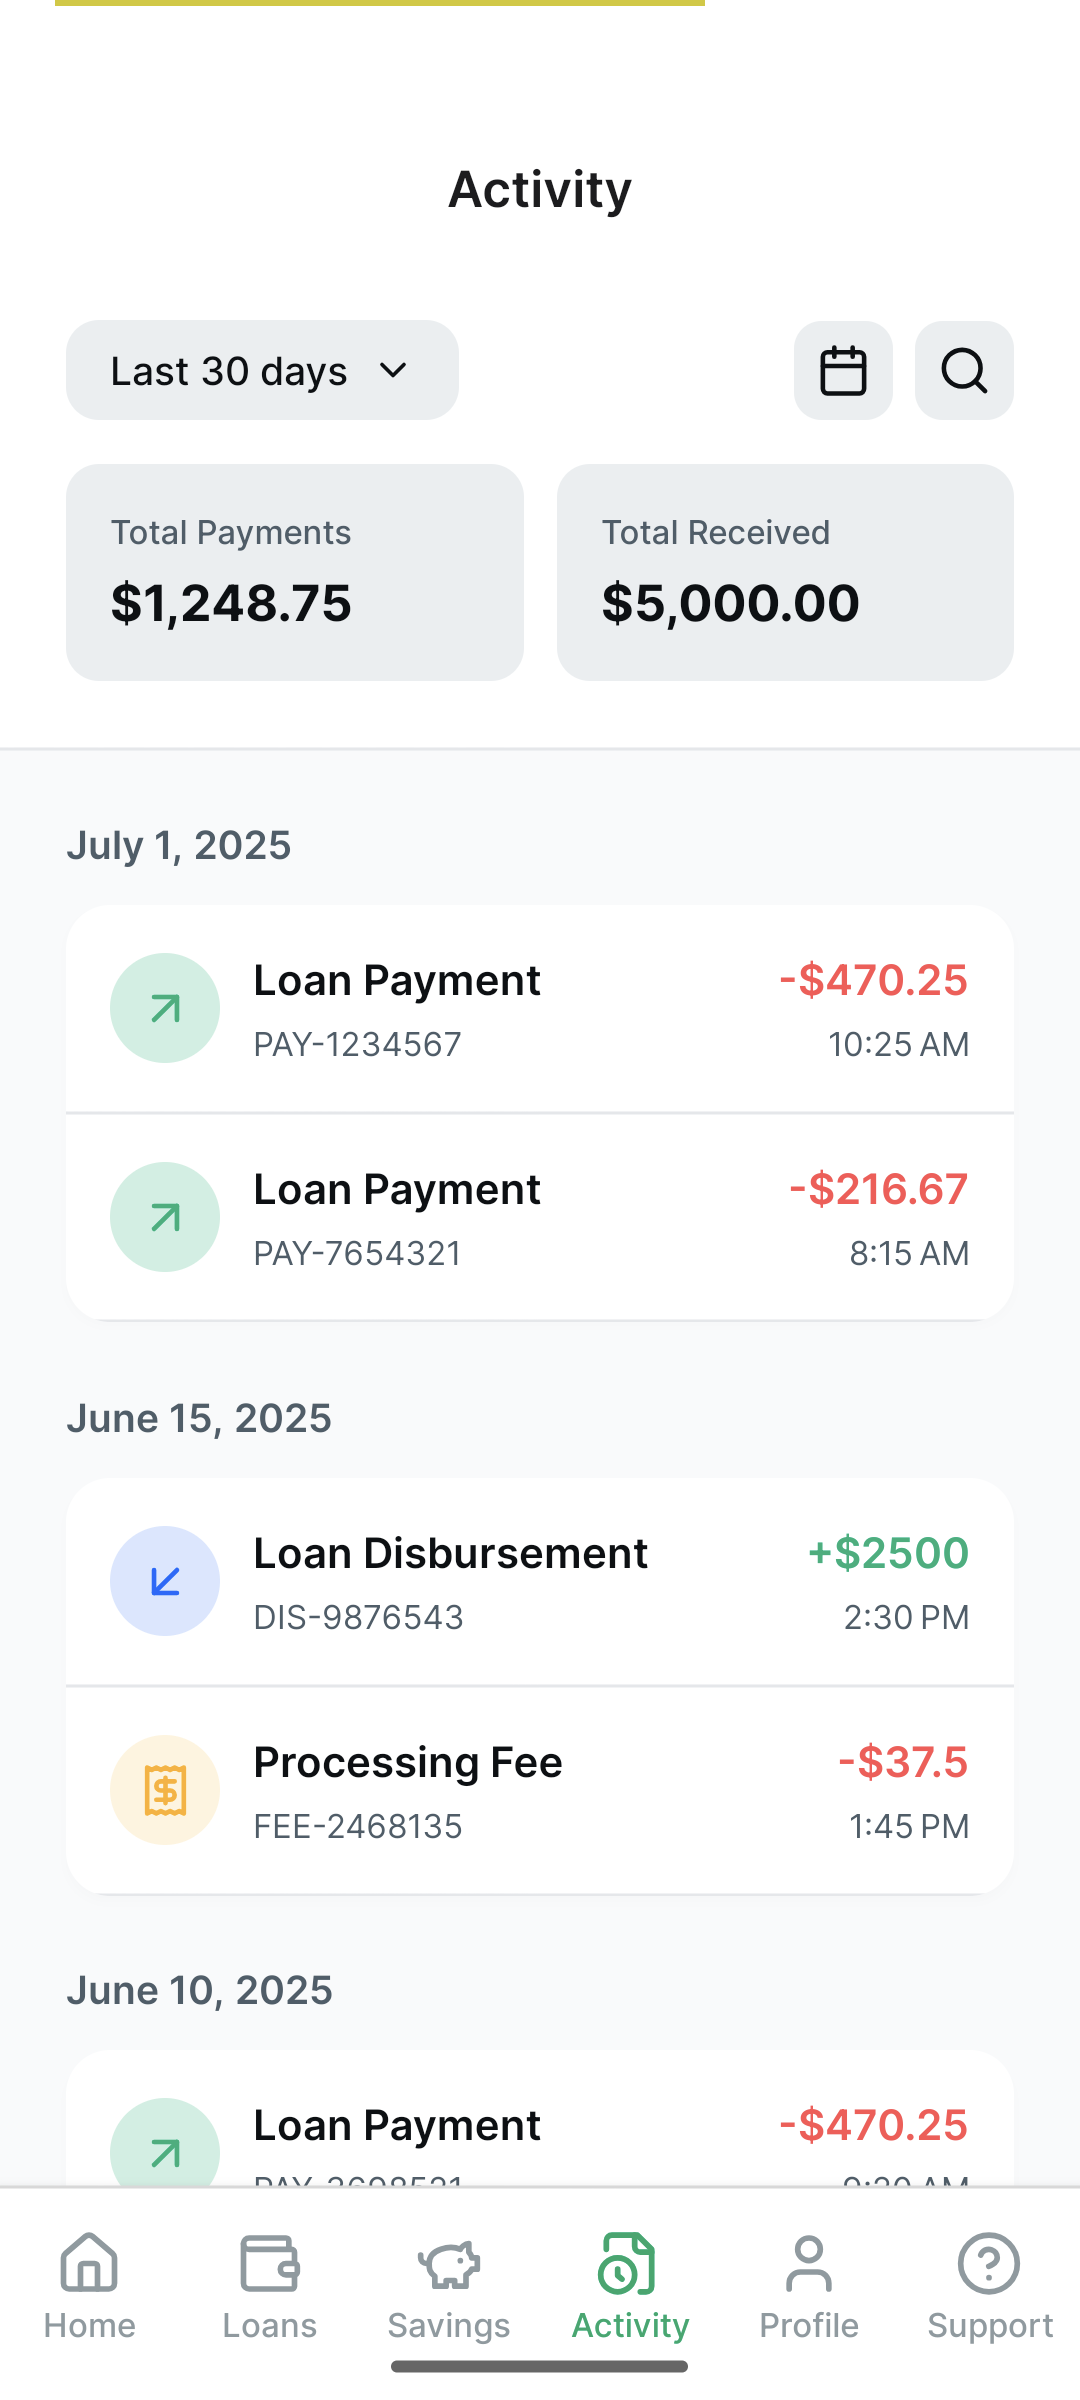 Activity
Last 30 days
Total Payments
$1,248.75
Total Received
$5,000.00
July 1, 2025
Loan Payment
-$470.25
PAY-1234567
10:25 AM
Loan Payment
-$216.67
PAY-7654321
8:15 AM
June 15, 2025
Loan Disbursement
+$2500
DIS-9876543
2:30 PM
Processing Fee
-$37.5
FEE-2468135
1:45 PM
June 10, 2025
Loan Payment
-$470.25
Home
Loans
Savings
Activity
Profile
Support